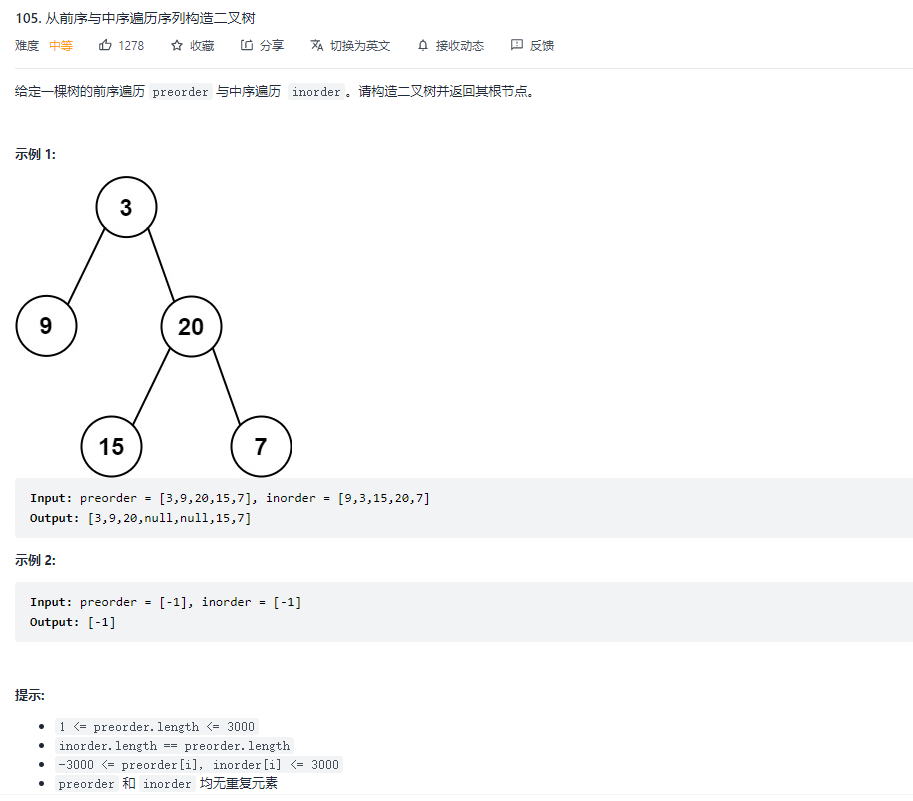 105. 从前序与中序遍历序列构造二叉树
难度 中等 1278 收藏 分享 切换为英文 接收动态 反馈
给定一棵树的前序遍历 preorder 与中序遍历 inorder。请构造二叉树并返回其根节点。
示例 1:
3
9 20
15 7
Input: preorder = [3,9,20,15,7], inorder = [9,3,15,20,7]
Output: [3,9,20,null,null,15,7]
示例 2:
Input: preorder = [-1], inorder = [-1]
Output: [-1]
提示:
1 <= preorder.length <= 3000
inorder.length == preorder.length
-3000 <= preorder[i], inorder[i] <= 3000
preorder 和 inorder 均无重复元素